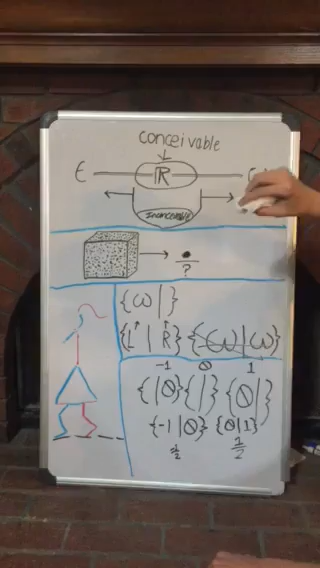 conceivable
ϵ ℝ
Inconceivable
?
{ω|}
{L|R} {{ω}|ω}
-1 0 1
{|0} {|} {0|}
{-1|0} {0|1}
-1/2 1/2